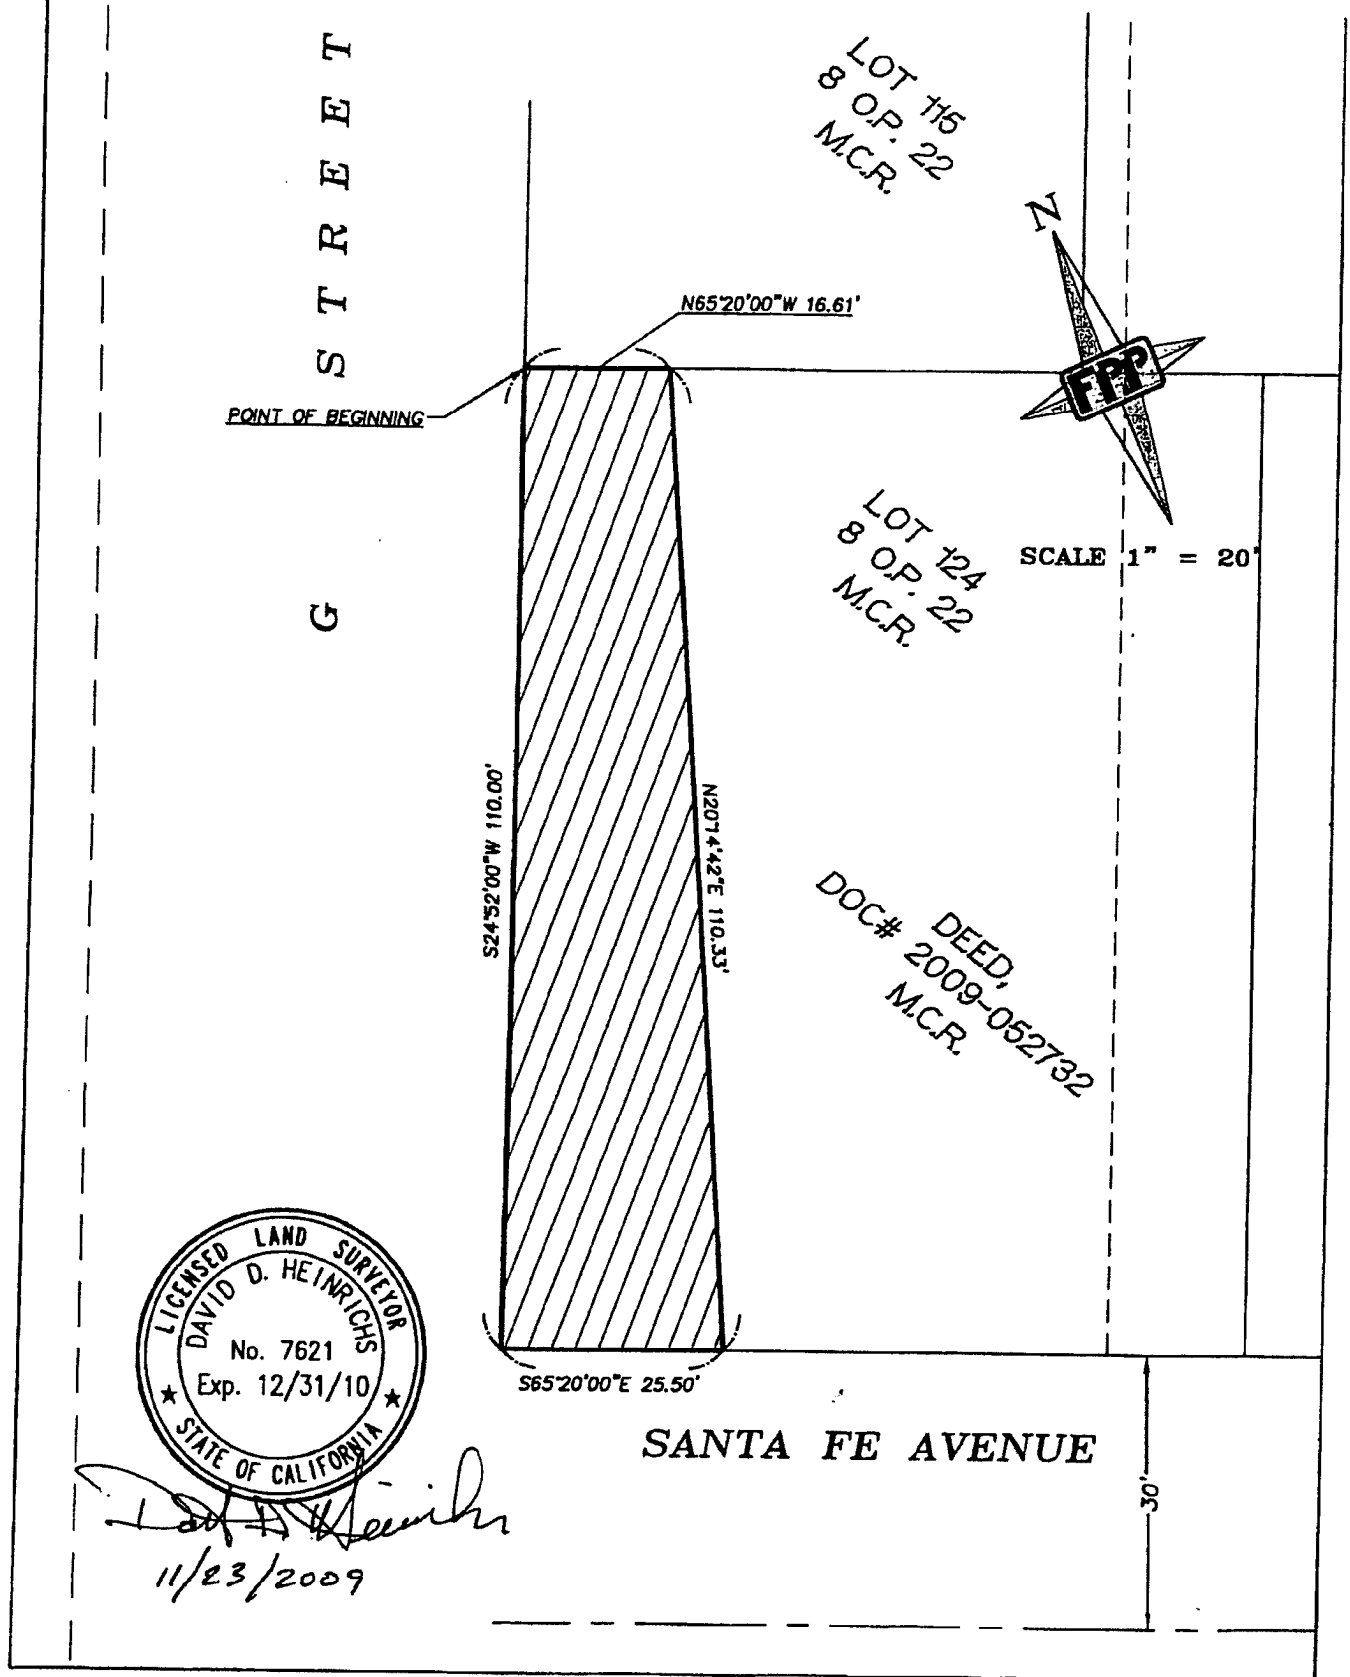 G STREET
LOT 115
8 O.P. 22
M.C.R.
N
N65°20'00"W 16.61'
POINT OF BEGINNING
FPP
LOT 124
8 O.P. 22
M.C.R.
SCALE 1" = 20'
S24°52'00"W 110.00'
N20°14'42"E 110.33'
DEED,
DOC# 2009-052732
M.C.R.
LICENSED LAND SURVEYOR
DAVID D. HEINRICHS
No. 7621
Exp. 12/31/10
★ STATE OF CALIFORNIA ★
S65°20'00"E 25.50'
SANTA FE AVENUE
30'
11/23/2009